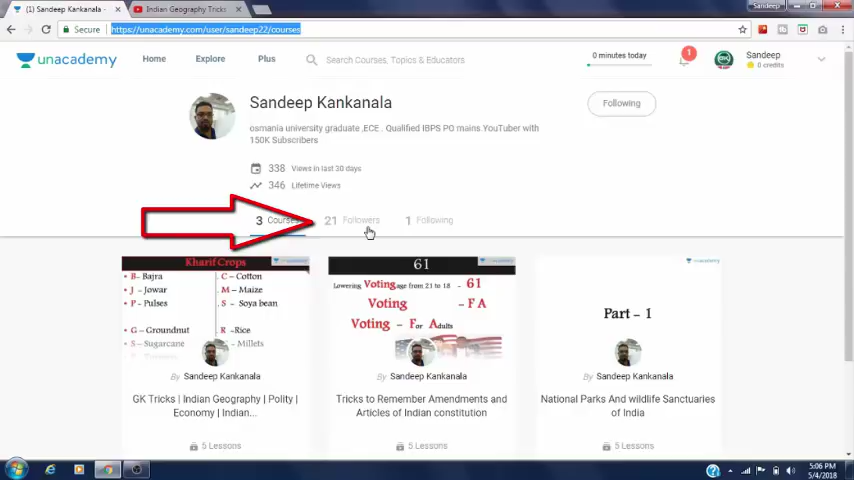 Sandeep
(1) Sandeep Kankanala -
Indian Geography Tricks
Secure
https://unacademy.com/user/sandeep22/courses
unacademy
Home
Explore
Plus
Search Courses, Topics & Educators
0 minutes today
1
Sandeep
0 credits
Sandeep Kankanala
Following
osmania university graduate ,ECE . Qualified IBPS PO mains.YouTuber with
150K Subscribers
338 Views in last 30 days
346 Lifetime Views
3 Courses
21 Followers
1 Following
Kharif Crops
B– Bajra
C – Cotton
J – Jowar
M – Maize
P – Pulses
S – Soya bean
G – Groundnut
R –Rice
S – Sugarcane
– Millets
unacademy
By Sandeep Kankanala
GK Tricks | Indian Geography | Polity |
Economy | Indian...
5 Lessons
61
unacademy
Lowering Voting age from 21 to 18 - 61
Voting - F A
Voting - For Adults
By Sandeep Kankanala
Tricks to Remember Amendments and
Articles of Indian constitution
5 Lessons
unacademy
Part – 1
By Sandeep Kankanala
National Parks And wildlife Sanctuaries
of India
5 Lessons
5:06 PM
5/4/2018